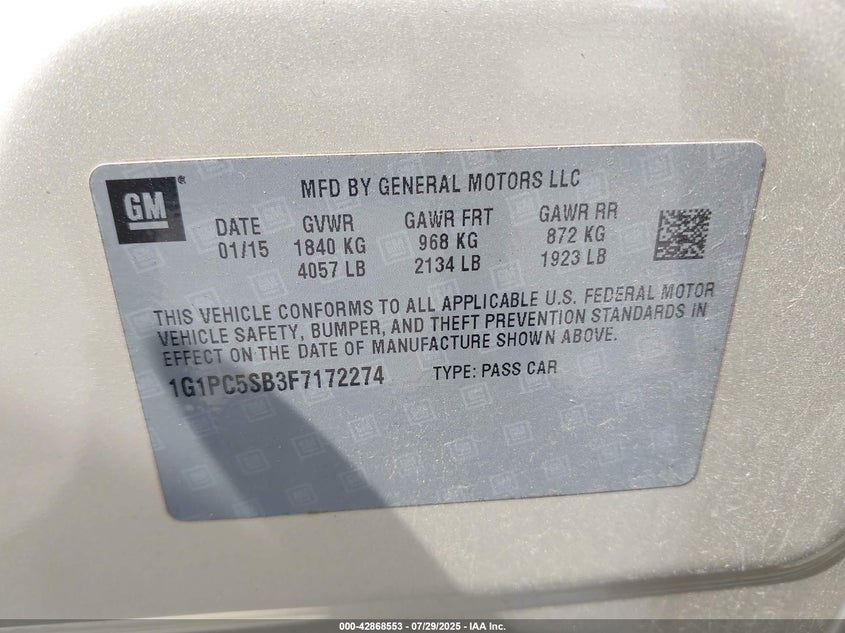 GM®
MFD BY GENERAL MOTORS LLC
DATE GVWR GAWR FRT GAWR RR
01/15 1840 KG 968 KG 872 KG
4057 LB 2134 LB 1923 LB
THIS VEHICLE CONFORMS TO ALL APPLICABLE U.S. FEDERAL MOTOR
VEHICLE SAFETY, BUMPER, AND THEFT PREVENTION STANDARDS IN
EFFECT ON THE DATE OF MANUFACTURE SHOWN ABOVE.
1G1PC5SB3F7172274 TYPE: PASS CAR
000-42868553 // 07/29/2025 - IAA Inc.